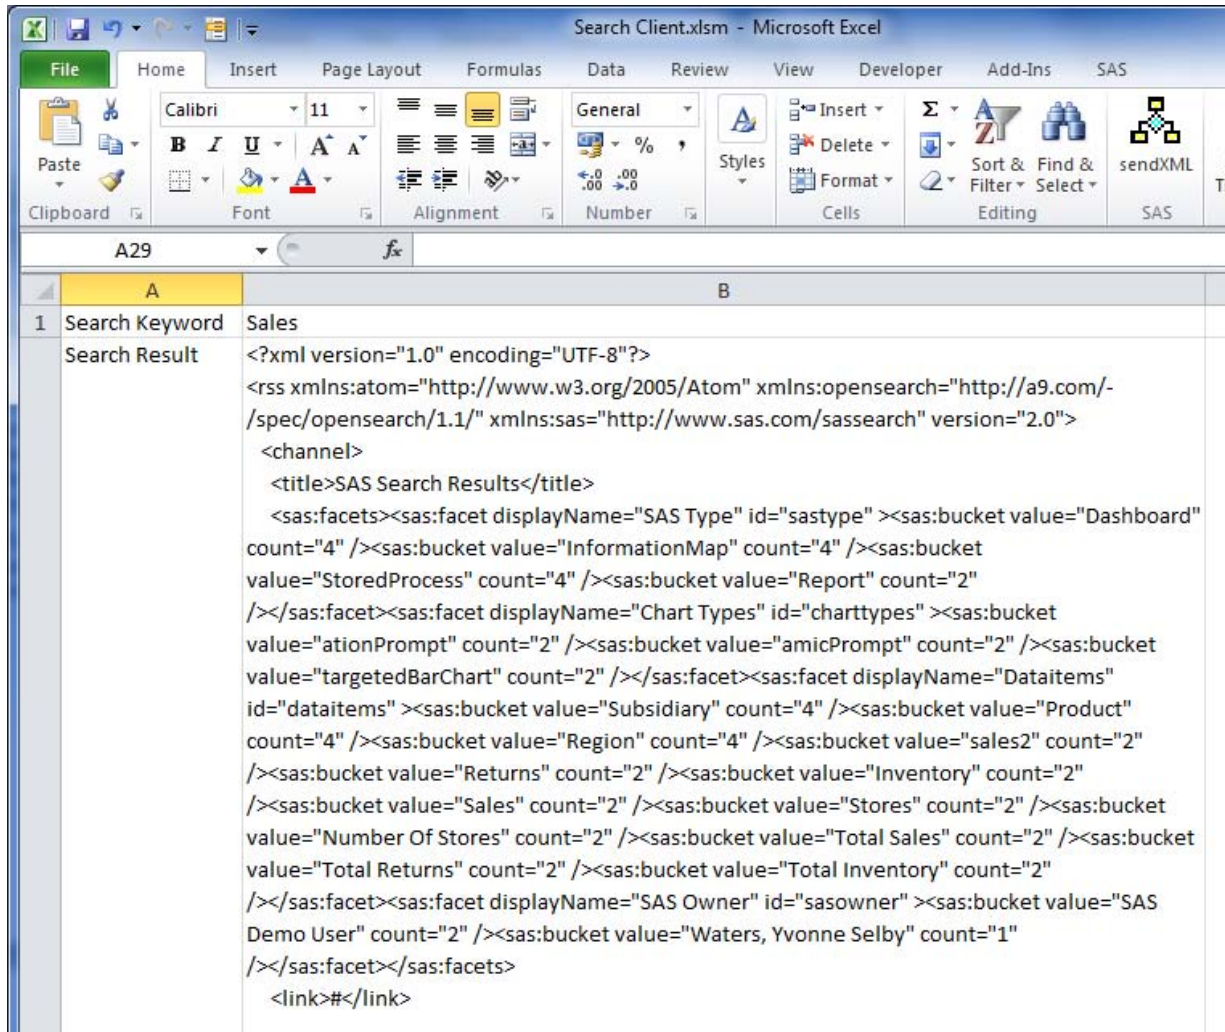 Search Client.xlsm - Microsoft Excel
File Home Insert Page Layout Formulas Data Review View Developer Add-Ins SAS
Calibri 11 General Insert Σ
Paste B I U A A % , Styles Delete Sort & Filter Find & Select sendXML
Format
Clipboard Font Alignment Number Cells Editing SAS
A29 fx
A B
1 Search Keyword Sales
Search Result <?xml version="1.0" encoding="UTF-8"?>
<rss xmlns:atom="http://www.w3.org/2005/Atom" xmlns:opensearch="http://a9.com/-
/spec/opensearch/1.1/" xmlns:sas="http://www.sas.com/sassearch" version="2.0">
<channel>
<title>SAS Search Results</title>
<sas:facets><sas:facet displayName="SAS Type" id="sastype" ><sas:bucket value="Dashboard"
count="4" /><sas:bucket value="InformationMap" count="4" /><sas:bucket
value="StoredProcess" count="4" /><sas:bucket value="Report" count="2"
/></sas:facet><sas:facet displayName="Chart Types" id="charttypes" ><sas:bucket
value="ationPrompt" count="2" /><sas:bucket value="amicPrompt" count="2" /><sas:bucket
value="targetedBarChart" count="2" /></sas:facet><sas:facet displayName="Dataitems"
id="dataitems" ><sas:bucket value="Subsidiary" count="4" /><sas:bucket value="Product"
count="4" /><sas:bucket value="Region" count="4" /><sas:bucket value="sales2" count="2"
/><sas:bucket value="Returns" count="2" /><sas:bucket value="Inventory" count="2"
/><sas:bucket value="Sales" count="2" /><sas:bucket value="Stores" count="2" /><sas:bucket
value="Number Of Stores" count="2" /><sas:bucket value="Total Sales" count="2" /><sas:bucket
value="Total Returns" count="2" /><sas:bucket value="Total Inventory" count="2"
/></sas:facet><sas:facet displayName="SAS Owner" id="sasowner" ><sas:bucket value="SAS
Demo User" count="2" /><sas:bucket value="Waters, Yvonne Selby" count="1"
/></sas:facet></sas:facets>
<link>#</link>